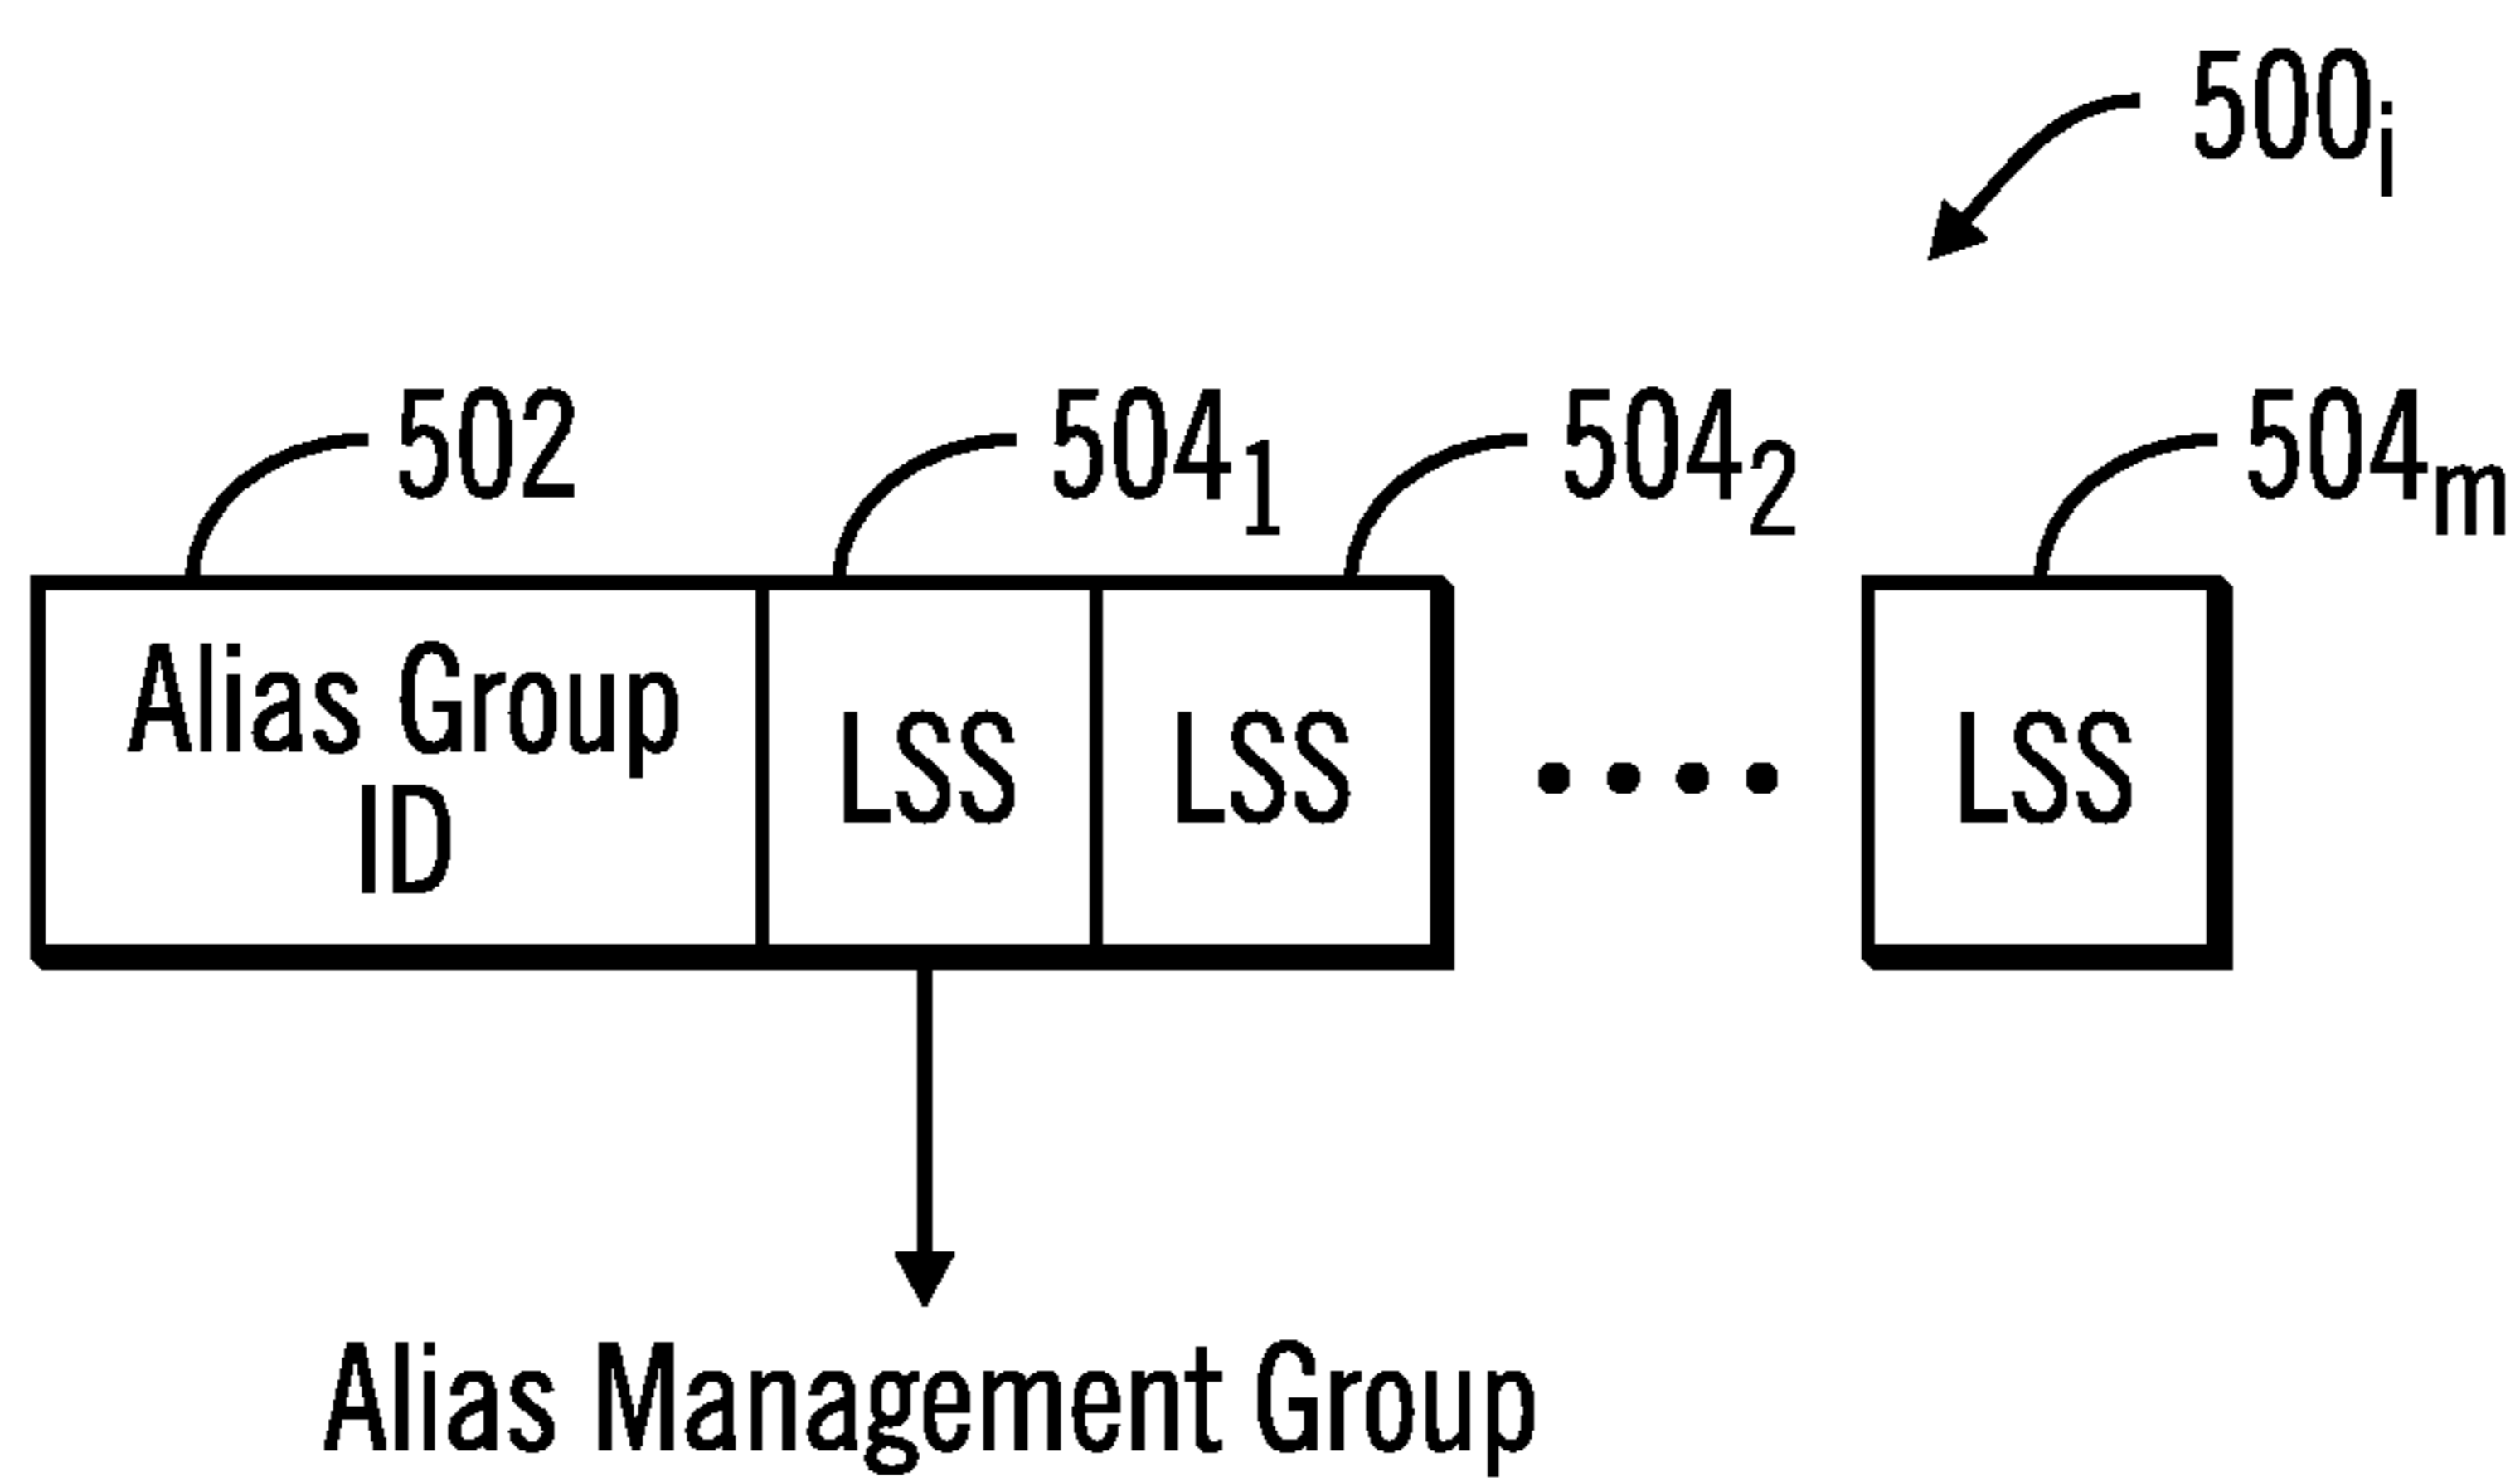 500i
502 504₁ 504₂ 504ₘ
Alias Group
ID
LSS LSS LSS
Alias Management Group